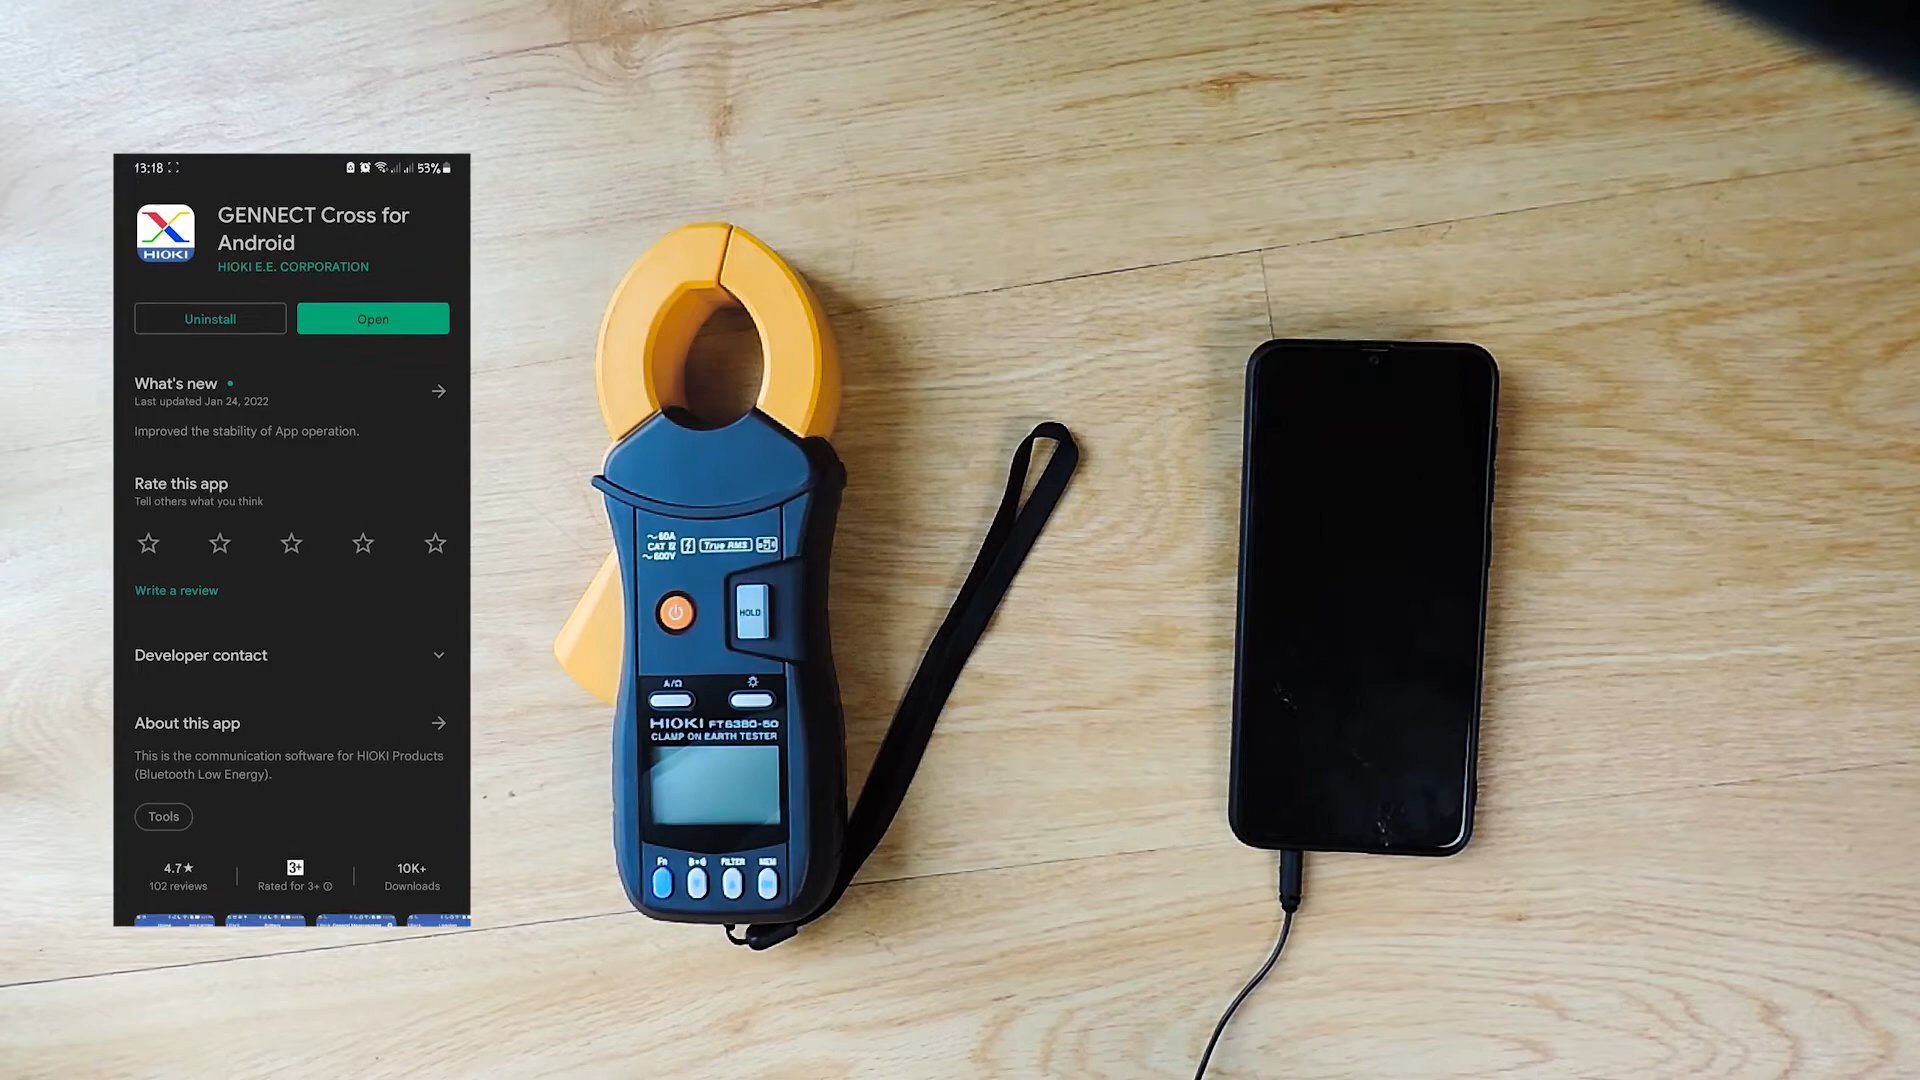 13:18
53%
GENNECT Cross for
Android
HIOKI
HIOKI E.E. CORPORATION
Uninstall
Open
What's new
Last updated Jan 24, 2022
Improved the stability of App operation.
Rate this app
Tell others what you think
Write a review
Developer contact
About this app
This is the communication software for HIOKI Products
(Bluetooth Low Energy).
Tools
4.7★
102 reviews
3+
Rated for 3+
10K+
Downloads
~60A
CAT Ⅳ
~600V
True RMS
HOLD
A/Ω
HIOKI FT6380-50
CLAMP ON EARTH TESTER
Fn
FILTER
MEM